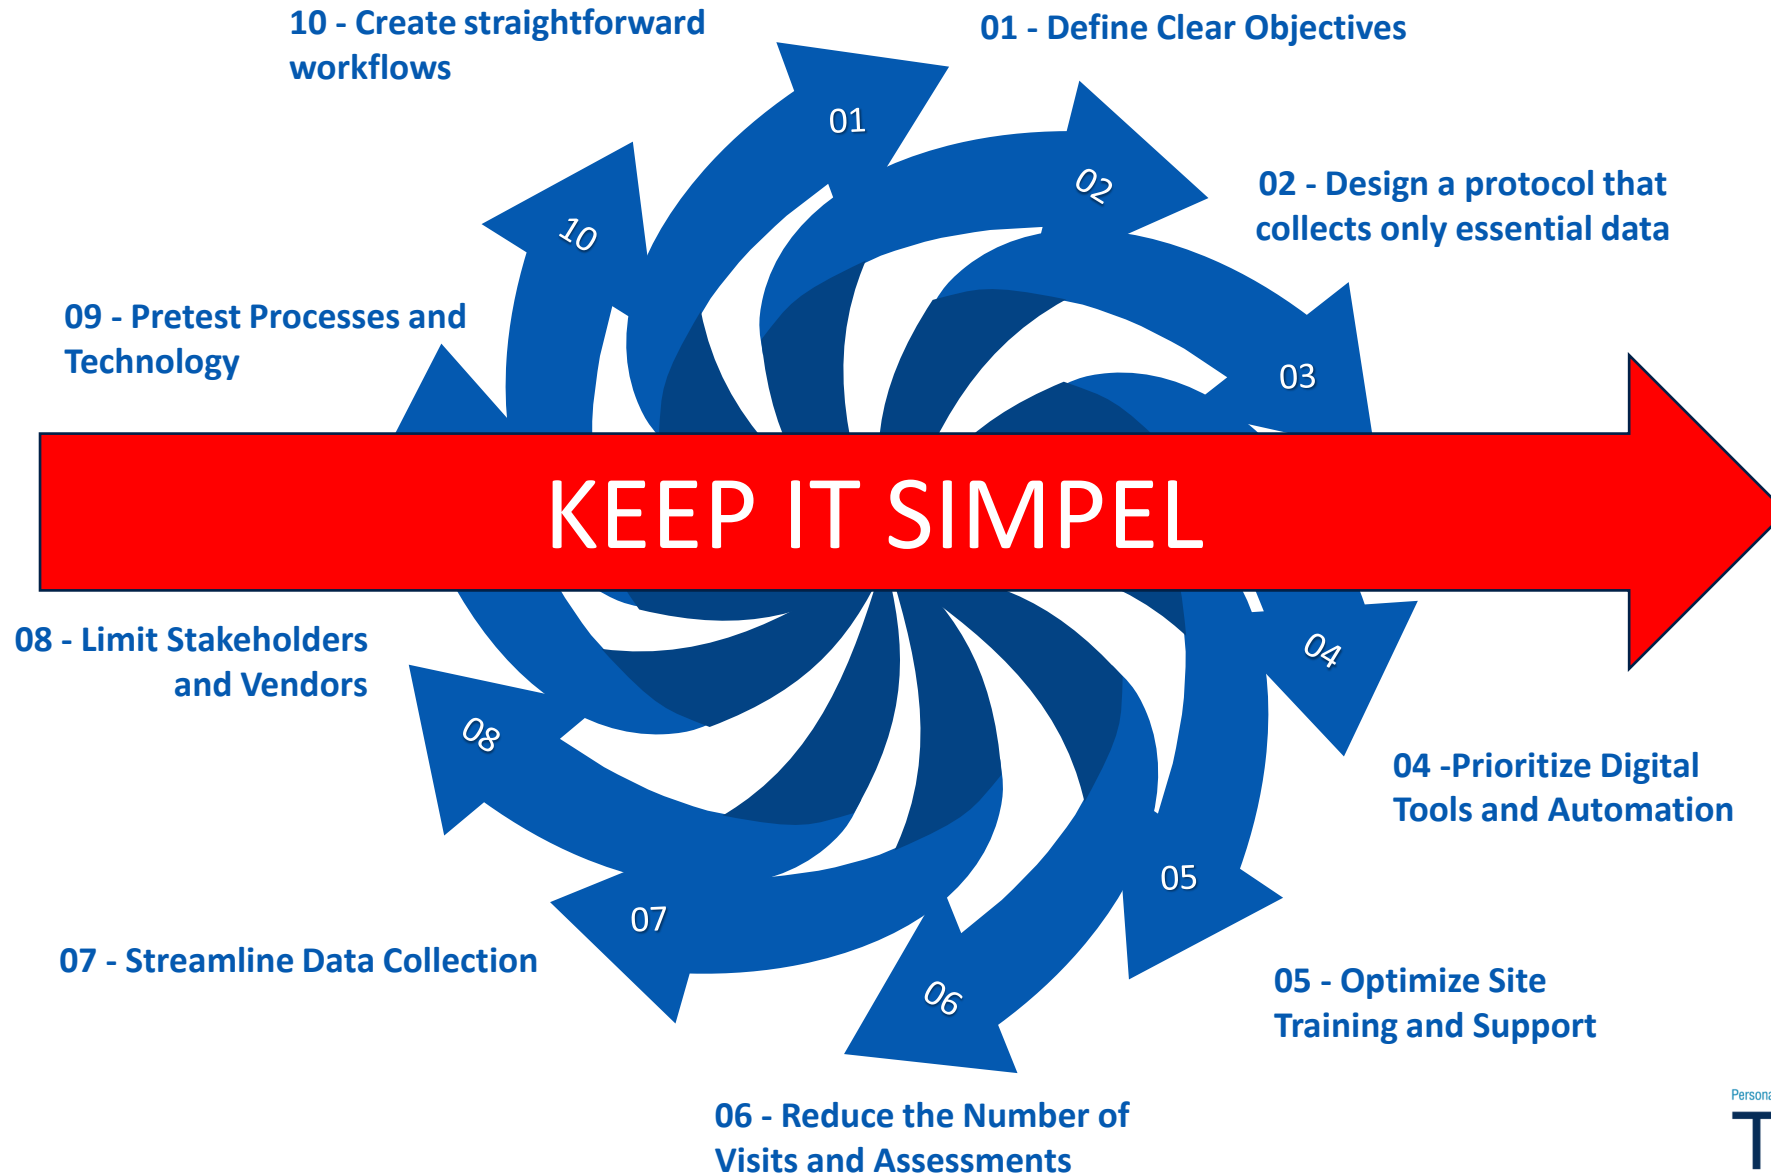 10 - Create straightforward
workflows
01 - Define Clear Objectives
01
02
02 - Design a protocol that
collects only essential data
10
09 - Pretest Processes and
Technology
03
KEEP IT SIMPEL
08 - Limit Stakeholders
and Vendors
04
08
04 -Prioritize Digital
Tools and Automation
05
07
07 - Streamline Data Collection
06
05 - Optimize Site
Training and Support
06 - Reduce the Number of
Visits and Assessments